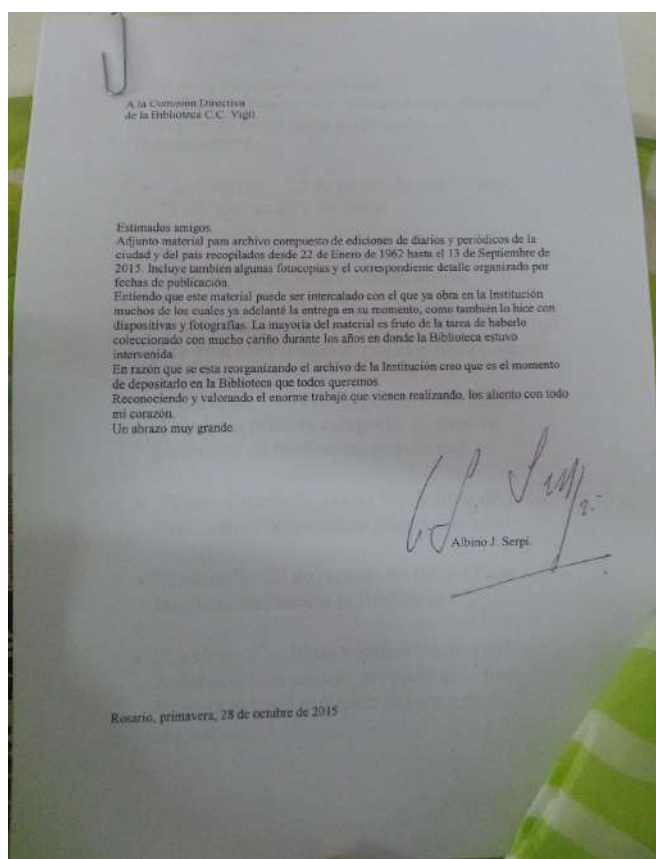 A la Comisión Directiva
de la Biblioteca C.C. Vigil
Estimados amigos.
Adjunto material para archivo compuesto de ediciones de diarios y periódicos de la
ciudad y del país recopilados desde 22 de Enero de 1962 hasta el 13 de Septiembre de
2015. Incluye también algunas fotocopias y el correspondiente detalle organizado por
fechas de publicación.
Entiendo que este material puede ser intercalado con el que ya obra en la Institución
muchos de los cuales ya adelanté la entrega en su momento, como también lo hice con
diapositivas y fotografías. La mayoría del material es fruto de la tarea de haberlo
coleccionado con mucho cariño durante los años en donde la Biblioteca estuvo
intervenida.
En razón que se esta reorganizando el archivo de la Institución creo que es el momento
de depositarlo en la Biblioteca que todos queremos.
Reconociendo y valorando el enorme trabajo que vienen realizando, los aliento con todo
mi corazón.
Un abrazo muy grande
Albino J. Serpi.
Rosario, primavera, 28 de octubre de 2015